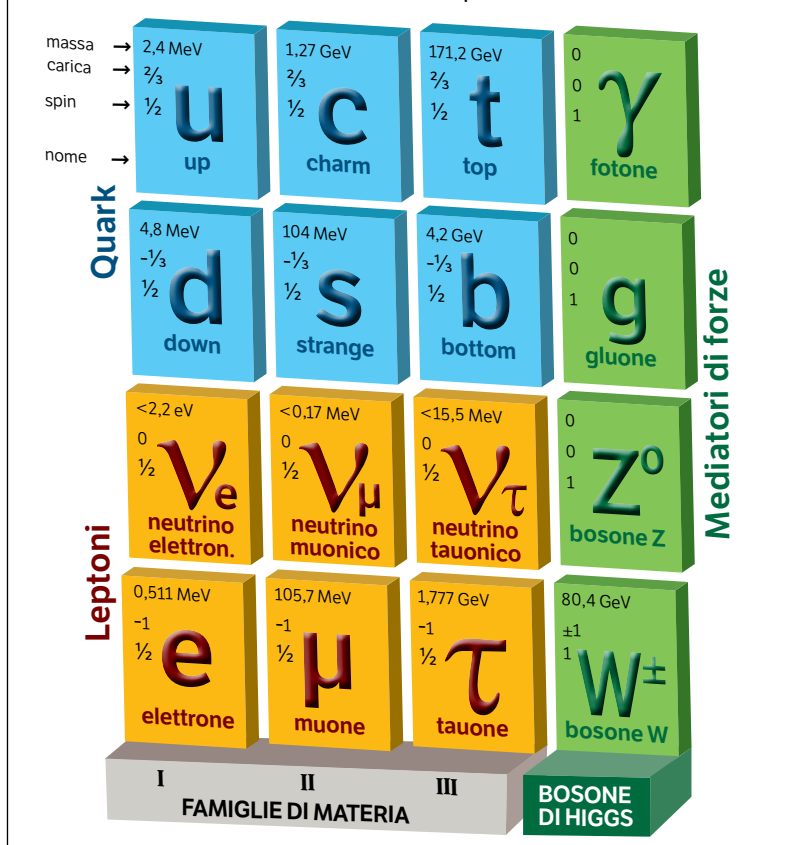 massa
carica
spin
nome
2,4 MeV
⅔
½
u
up
1,27 GeV
⅔
½
c
charm
171,2 GeV
⅔
½
t
top
0
0
1
γ
fotone
Quark
4,8 MeV
-⅓
½
d
down
104 MeV
-⅓
½
s
strange
4,2 GeV
-⅓
½
b
bottom
0
0
1
g
gluone
Mediatori di forze
<2,2 eV
0
½
νe
neutrino
elettron.
<0,17 MeV
0
½
νμ
neutrino
muonico
<15,5 MeV
0
½
ντ
neutrino
tauonico
0
0
1
Z⁰
bosone Z
Leptoni
0,511 MeV
-1
½
e
elettrone
105,7 MeV
-1
½
μ
muone
1,777 GeV
-1
½
τ
tauone
80,4 GeV
±1
1
W±
bosone W
I
II
III
FAMIGLIE DI MATERIA
BOSONE
DI HIGGS